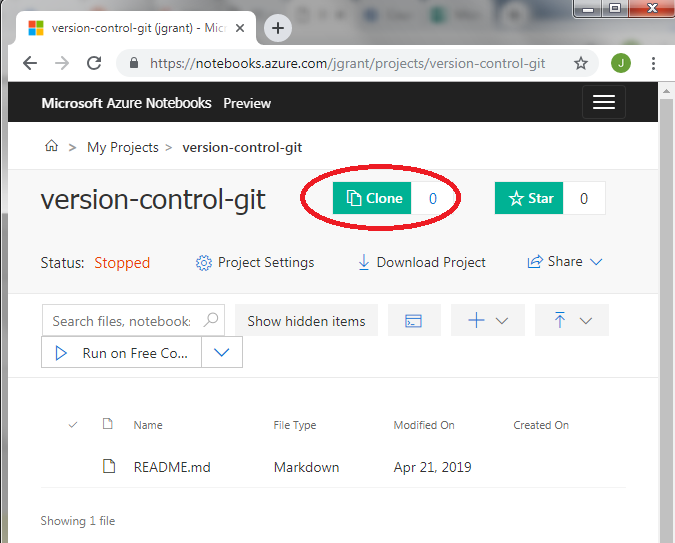 version-control-git (jgrant) - Mic
https://notebooks.azure.com/jgrant/projects/version-control-git
J
Microsoft Azure Notebooks Preview
> My Projects > version-control-git
version-control-git
Clone 0
Star 0
Status: Stopped
Project Settings
Download Project
Share
Search files, notebook:
Show hidden items
Run on Free Co...
Name File Type Modified On Created On
README.md Markdown Apr 21, 2019
Showing 1 file